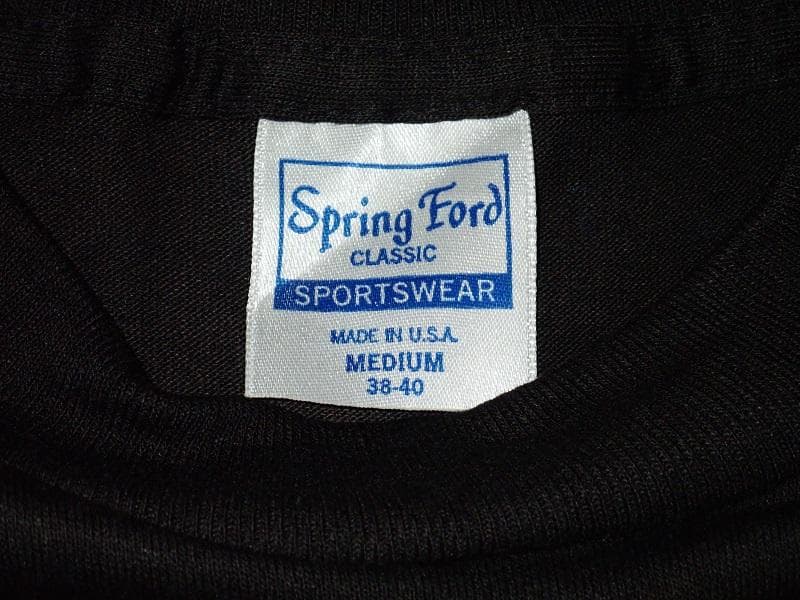 Spring Ford
CLASSIC
SPORTSWEAR
MADE IN U.S.A.
MEDIUM
38-40